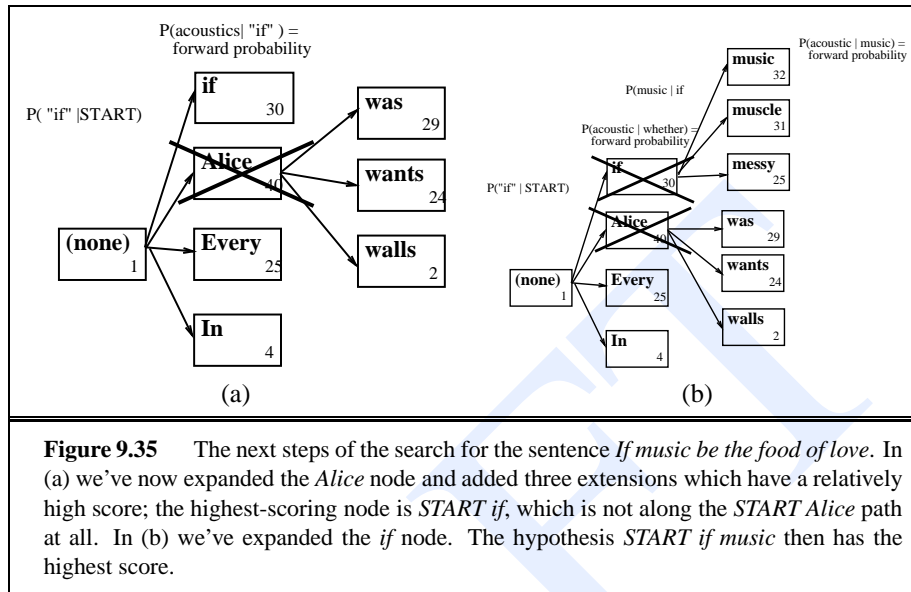 P(acoustics| "if" ) =
forward probability
P( "if" |START)
if
30
Alice
40
Every
25
In
4
(none)
1
was
29
wants
24
walls
2
(a)
P(acoustic | music) =
forward probability
P(music | if
P(acoustic | whether) =
forward probability
P("if" | START)
music
32
muscle
31
messy
25
if
30
Alice
40
was
29
wants
24
walls
2
(none)
1
Every
25
In
4
(b)
Figure 9.35 The next steps of the search for the sentence If music be the food of love. In
(a) we've now expanded the Alice node and added three extensions which have a relatively
high score; the highest-scoring node is START if, which is not along the START Alice path
at all. In (b) we've expanded the if node. The hypothesis START if music then has the
highest score.